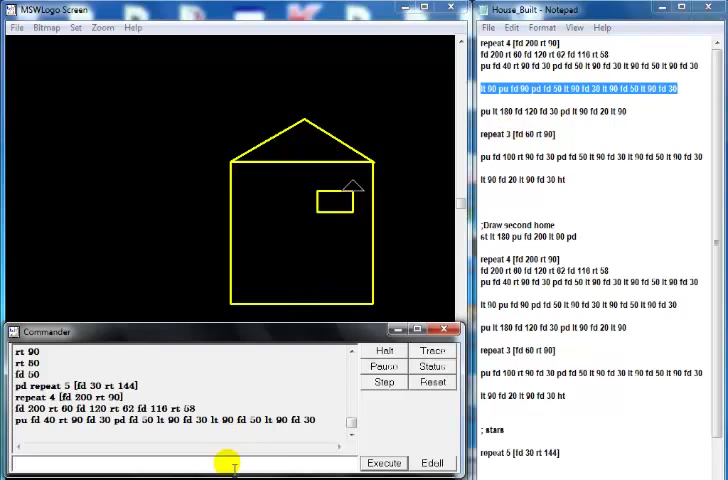 MSWLogo Screen
File Bitmap Set Zoom Help
Commander
rt 90
rt 50
fd 50
pd repeat 5 [fd 30 rt 144]
repeat 4 [fd 200 rt 90]
fd 200 rt 60 fd 120 rt 62 fd 116 rt 58
pu fd 40 rt 90 fd 30 pd fd 50 lt 90 fd 30 lt 90 fd 50 lt 90 fd 30
Halt Trace
Pause Status
Step Reset
Execute Edall
House_Built - Notepad
File Edit Format View Help
repeat 4 [fd 200 rt 90]
fd 200 rt 60 fd 120 rt 62 fd 116 rt 58
pu fd 40 rt 90 fd 30 pd fd 50 lt 90 fd 30 lt 90 fd 50 lt 90 fd 30
lt 90 pu fd 90 pd fd 50 lt 90 fd 30 lt 90 fd 50 lt 90 fd 30
pu lt 180 fd 120 fd 30 pd lt 90 fd 20 lt 90
repeat 3 [fd 60 rt 90]
pu fd 100 rt 90 fd 30 pd fd 50 lt 90 fd 30 lt 90 fd 50 lt 90 fd 30
lt 90 fd 20 lt 90 fd 30 ht
;Draw second home
st lt 180 pu fd 200 lt 90 pd
repeat 4 [fd 200 rt 90]
fd 200 rt 60 fd 120 rt 62 fd 116 rt 58
pu fd 40 rt 90 fd 30 pd fd 50 lt 90 fd 30 lt 90 fd 50 lt 90 fd 30
lt 90 pu fd 90 pd fd 50 lt 90 fd 30 lt 90 fd 50 lt 90 fd 30
pu lt 180 fd 120 fd 30 pd lt 90 fd 20 lt 90
repeat 3 [fd 60 rt 90]
pu fd 100 rt 90 fd 30 pd fd 50 lt 90 fd 30 lt 90 fd 50 lt 90 fd 30
lt 90 fd 20 lt 90 fd 30 ht
; stars
repeat 5 [fd 30 rt 144]